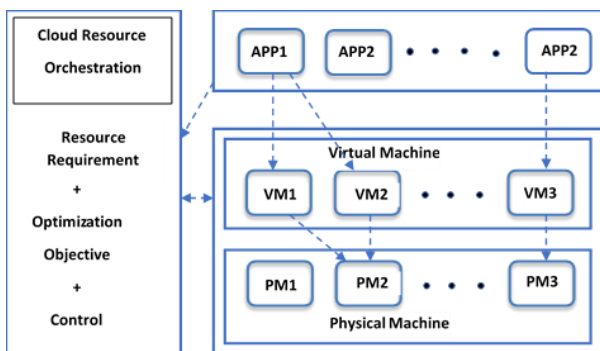 Cloud Resource
Orchestration
Resource
Requirement
+
Optimization
Objective
+
Control
APP1 APP2 APP2
Virtual Machine
VM1 VM2 VM3
PM1 PM2 PM3
Physical Machine